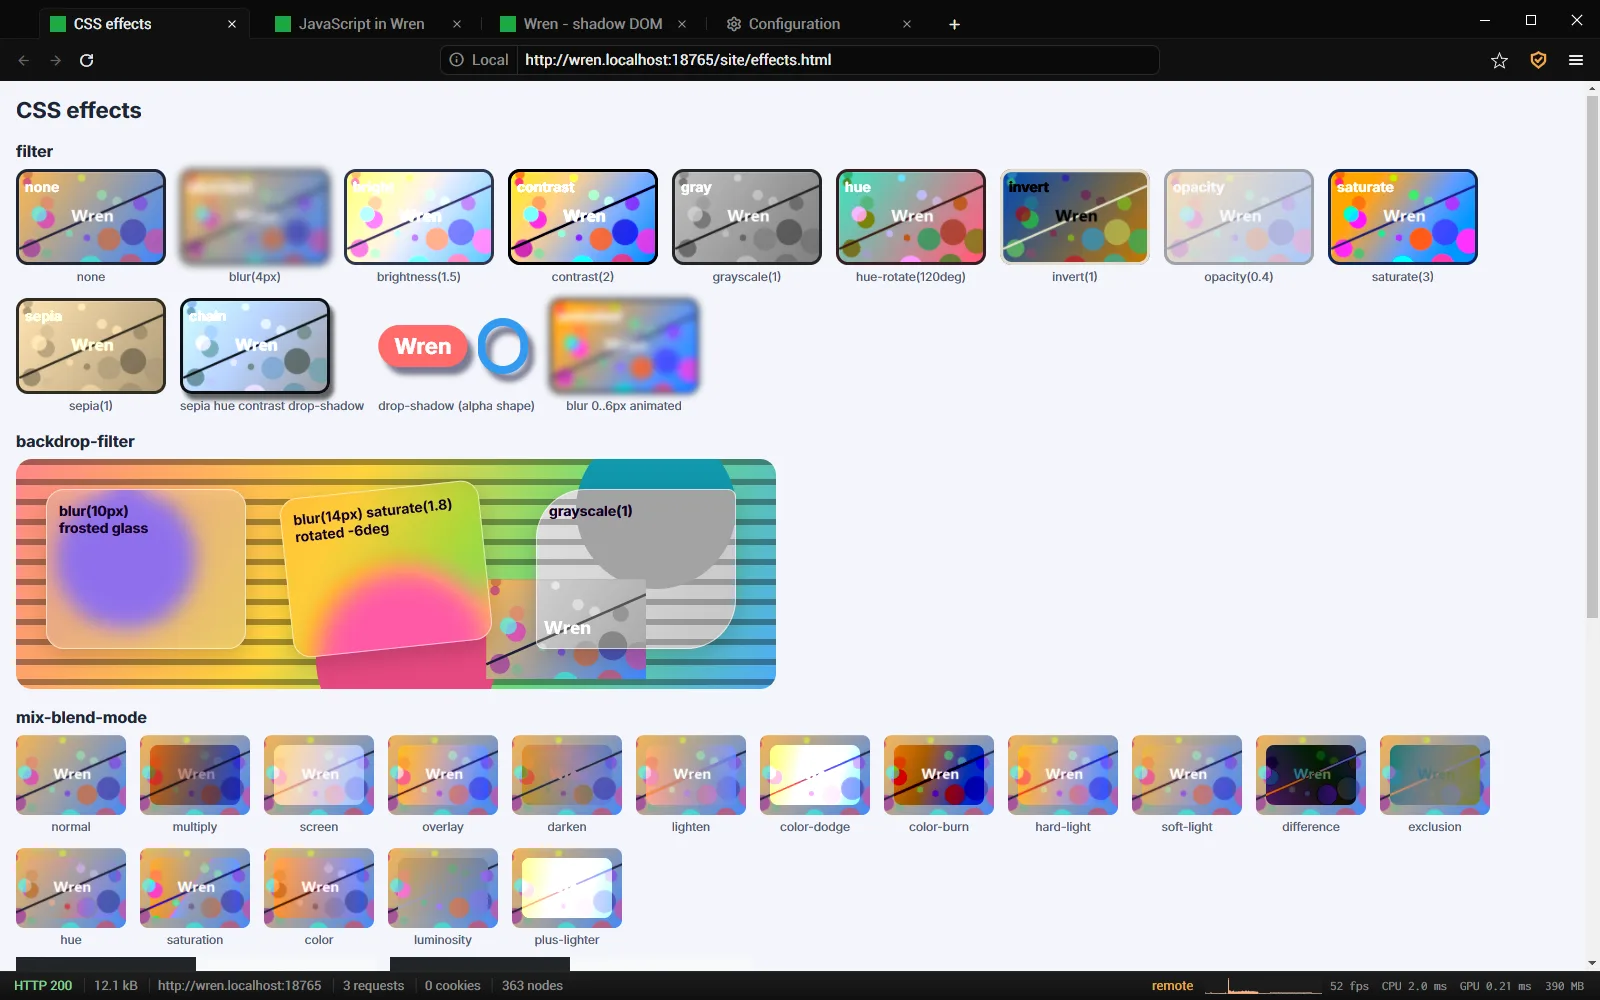 CSS effects
JavaScript in Wren
Wren - shadow DOM
Configuration
Local
http://wren.localhost:18765/site/effects.html
CSS effects
filter
none
bright
contrast
gray
hue
invert
opacity
saturate
Wren
Wren
Wren
Wren
Wren
Wren
Wren
Wren
none
blur(4px)
brightness(1.5)
contrast(2)
grayscale(1)
hue-rotate(120deg)
invert(1)
opacity(0.4)
saturate(3)
sepia
chain
Wren
Wren
Wren
sepia(1)
sepia hue contrast drop-shadow
drop-shadow (alpha shape)
blur 0..6px animated
backdrop-filter
blur(10px)
frosted glass
blur(14px) saturate(1.8)
rotated -6deg
grayscale(1)
Wren
mix-blend-mode
Wren
Wren
Wren
Wren
Wren
Wren
Wren
Wren
Wren
Wren
normal
multiply
screen
overlay
darken
lighten
color-dodge
color-burn
hard-light
soft-light
difference
exclusion
Wren
Wren
Wren
hue
saturation
color
luminosity
plus-lighter
HTTP 200
12.1 kB
http://wren.localhost:18765
3 requests
0 cookies
363 nodes
remote
52 fps
CPU 2.0 ms
GPU 0.21 ms
390 MB